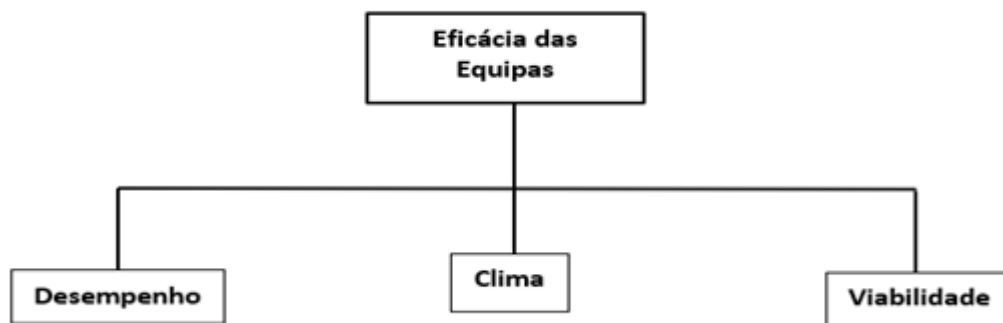 Eficácia das
Equipas
Desempenho
Clima
Viabilidade